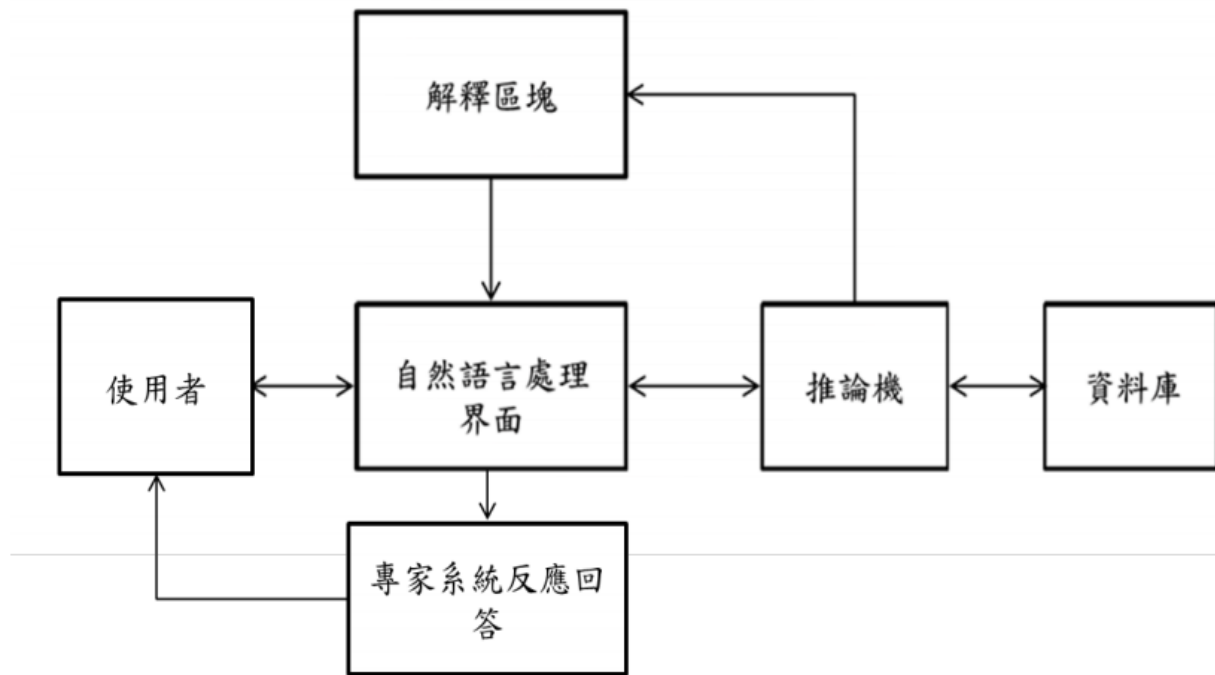 解釋區塊
使用者
自然語言處理
界面
推論機
資料庫
專家系統反應回
答